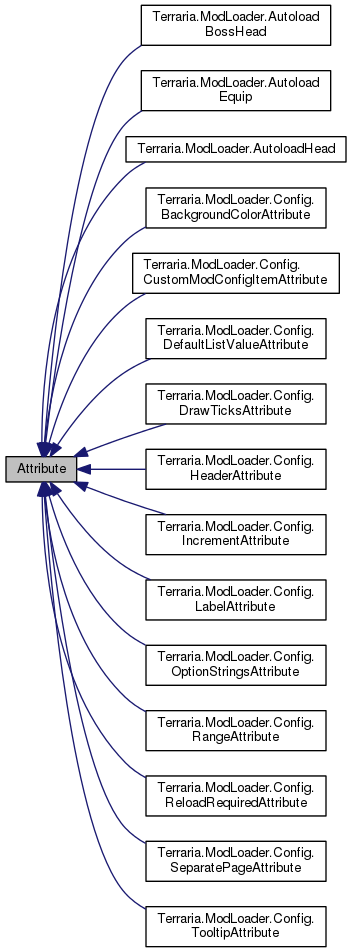 Terraria.ModLoader.Autoload
BossHead
Terraria.ModLoader.Autoload
Equip
Terraria.ModLoader.AutoloadHead
Terraria.ModLoader.Config.
BackgroundColorAttribute
Terraria.ModLoader.Config.
CustomModConfigItemAttribute
Terraria.ModLoader.Config.
DefaultListValueAttribute
Terraria.ModLoader.Config.
DrawTicksAttribute
Attribute
Terraria.ModLoader.Config.
HeaderAttribute
Terraria.ModLoader.Config.
IncrementAttribute
Terraria.ModLoader.Config.
LabelAttribute
Terraria.ModLoader.Config.
OptionStringsAttribute
Terraria.ModLoader.Config.
RangeAttribute
Terraria.ModLoader.Config.
ReloadRequiredAttribute
Terraria.ModLoader.Config.
SeparatePageAttribute
Terraria.ModLoader.Config.
TooltipAttribute